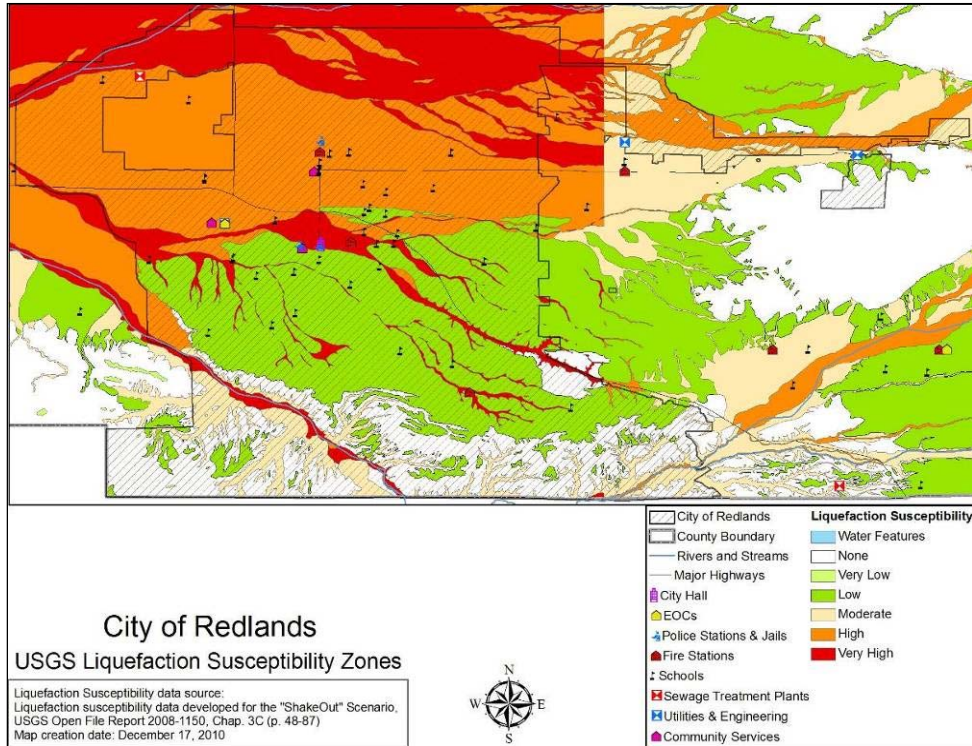 City of Redlands
County Boundary
Rivers and Streams
Major Highways
City Hall
EOCs
Police Stations & Jails
Fire Stations
Schools
Sewage Treatment Plants
Utilities & Engineering
Community Services
Liquefaction Susceptibility
Water Features
None
Very Low
Low
Moderate
High
Very High
City of Redlands
USGS Liquefaction Susceptibility Zones
Liquefaction Susceptibility data source:
Liquefaction susceptibility data developed for the "ShakeOut" Scenario,
USGS Open File Report 2008-1150, Chap. 3C (p. 48-87)
Map creation date: December 17, 2010
N
W E
S